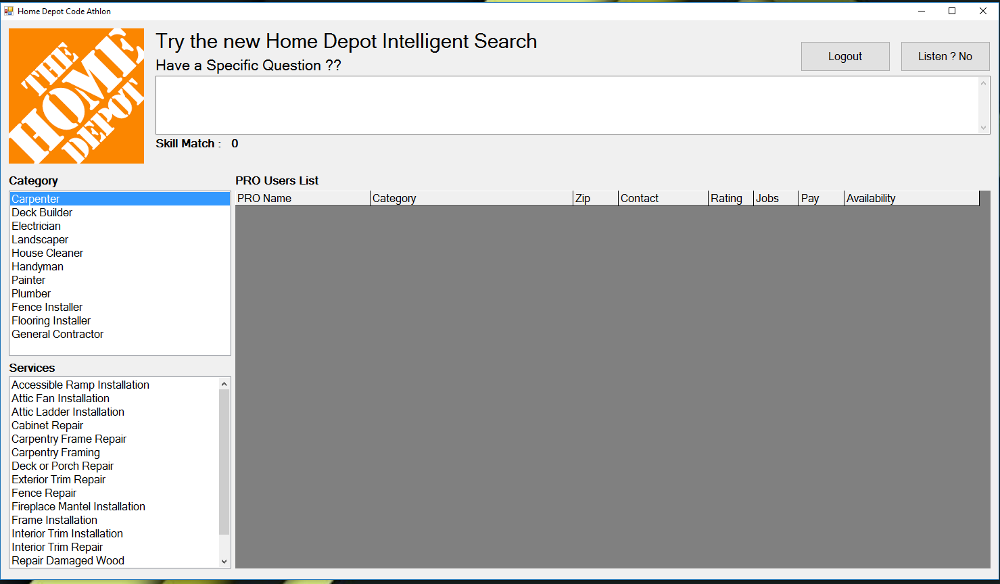 Home Depot Code Athlon
THE
HOME
DEPOT
Try the new Home Depot Intelligent Search
Have a Specific Question ??
Logout
Listen ? No
Skill Match : 0
Category
Carpenter
Deck Builder
Electrician
Landscaper
House Cleaner
Handyman
Painter
Plumber
Fence Installer
Flooring Installer
General Contractor
Services
Accessible Ramp Installation
Attic Fan Installation
Attic Ladder Installation
Cabinet Repair
Carpentry Frame Repair
Carpentry Framing
Deck or Porch Repair
Exterior Trim Repair
Fence Repair
Fireplace Mantel Installation
Frame Installation
Interior Trim Installation
Interior Trim Repair
Repair Damaged Wood
PRO Users List
PRO Name Category Zip Contact Rating Jobs Pay Availability